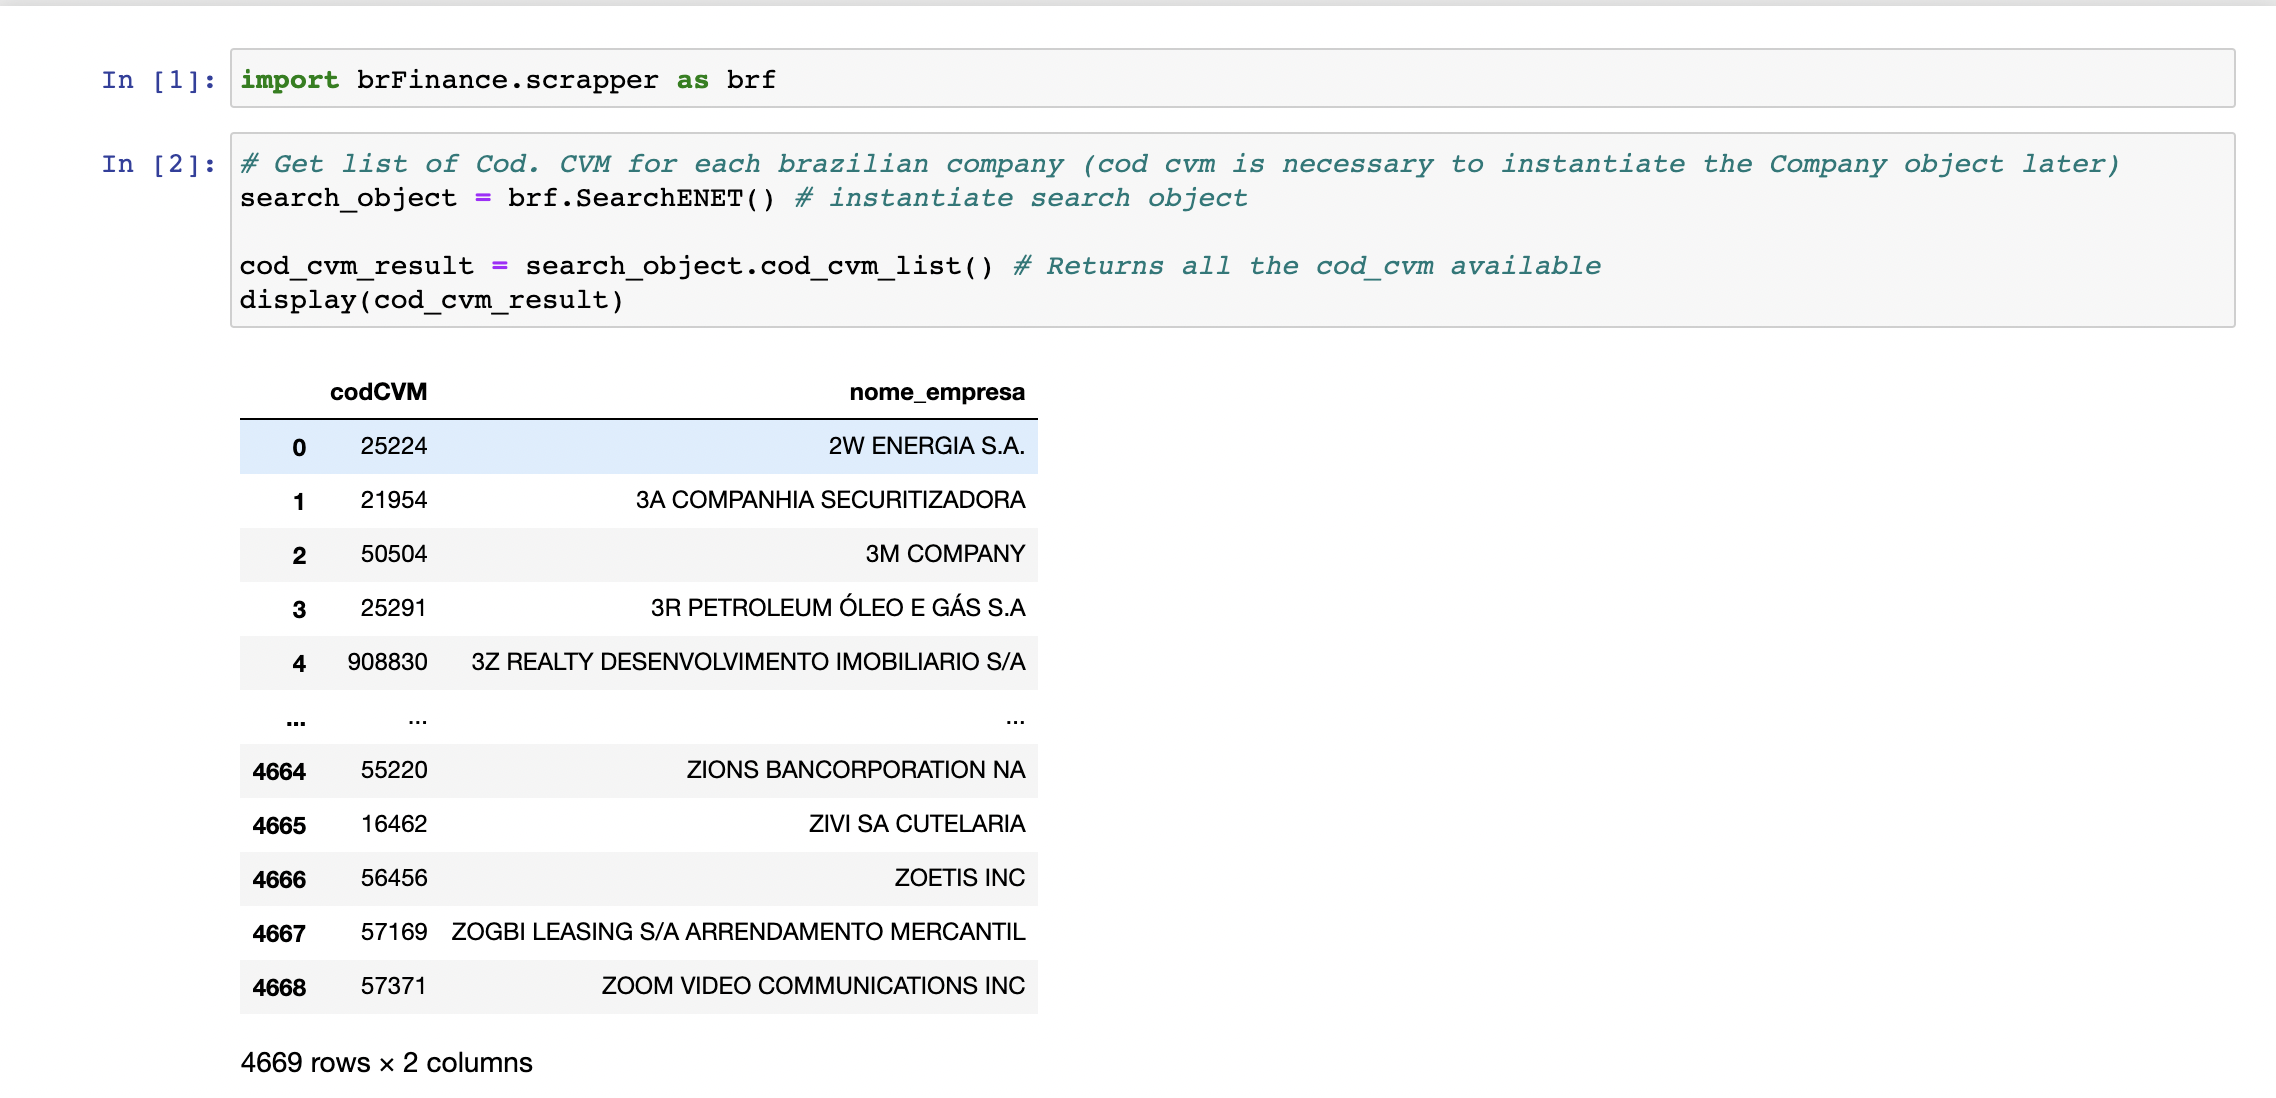 In [1]: import brFinance.scrapper as brf
In [2]: # Get list of Cod. CVM for each brazilian company (cod cvm is necessary to instantiate the Company object later)
search_object = brf.SearchENET() # instantiate search object
cod_cvm_result = search_object.cod_cvm_list() # Returns all the cod_cvm available
display(cod_cvm_result)
codCVM nome_empresa
0 25224 2W ENERGIA S.A.
1 21954 3A COMPANHIA SECURITIZADORA
2 50504 3M COMPANY
3 25291 3R PETROLEUM ÓLEO E GÁS S.A
4 908830 3Z REALTY DESENVOLVIMENTO IMOBILIARIO S/A
... ... ...
4664 55220 ZIONS BANCORPORATION NA
4665 16462 ZIVI SA CUTELARIA
4666 56456 ZOETIS INC
4667 57169 ZOGBI LEASING S/A ARRENDAMENTO MERCANTIL
4668 57371 ZOOM VIDEO COMMUNICATIONS INC
4669 rows × 2 columns